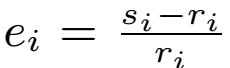 e_i = \frac{s_i - r_i}{r_i}